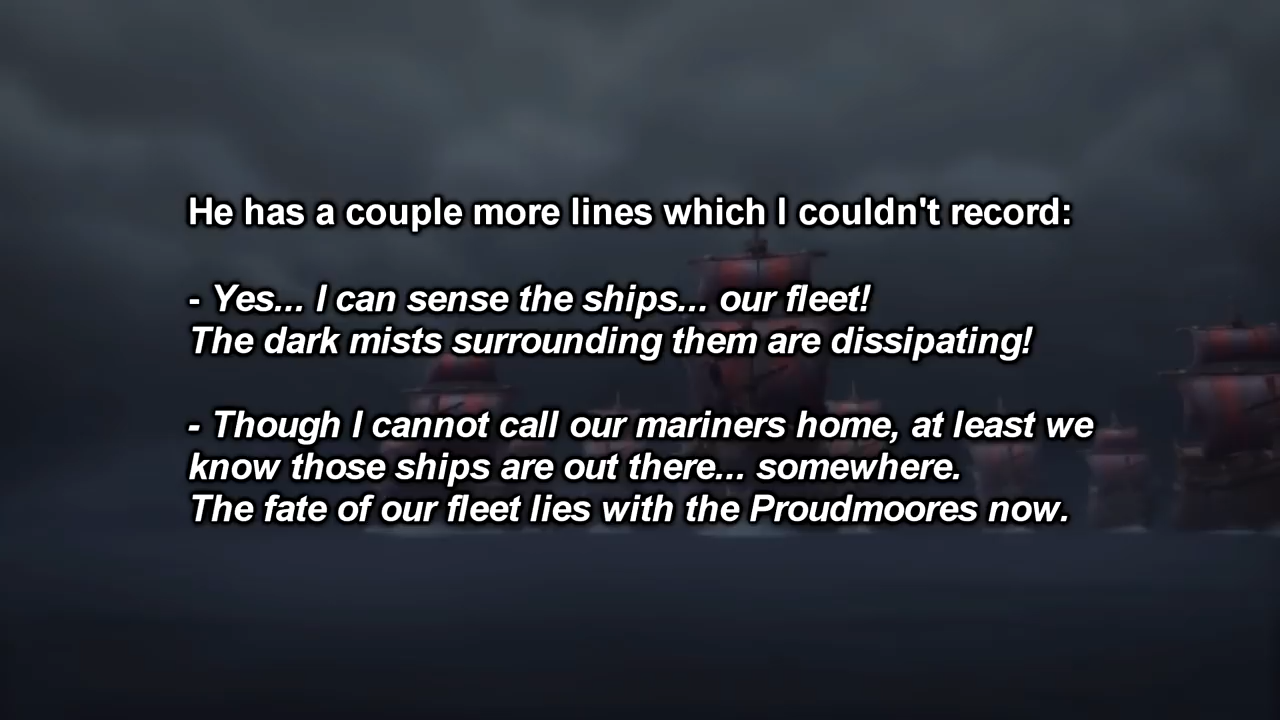 He has a couple more lines which I couldn't record:
- Yes... I can sense the ships... our fleet!
The dark mists surrounding them are dissipating!
- Though I cannot call our mariners home, at least we
know those ships are out there... somewhere.
The fate of our fleet lies with the Proudmoores now.